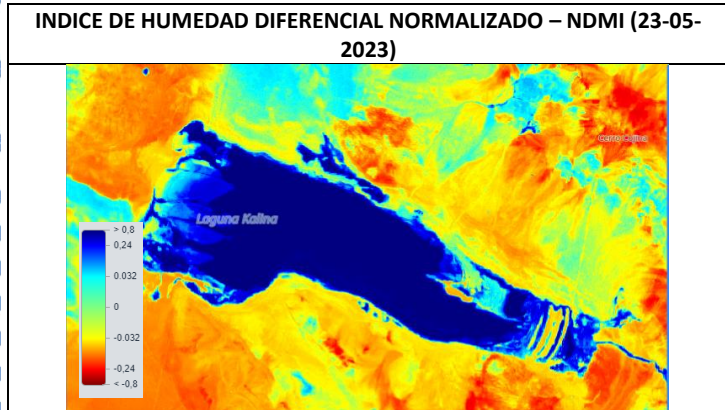 INDICE DE HUMEDAD DIFERENCIAL NORMALIZADO – NDMI (23-05-
2023)
Cerro Cojina
Laguna Kalina
> 0,8
0,24
0.032
0
-0.032
-0.24
< -0.8